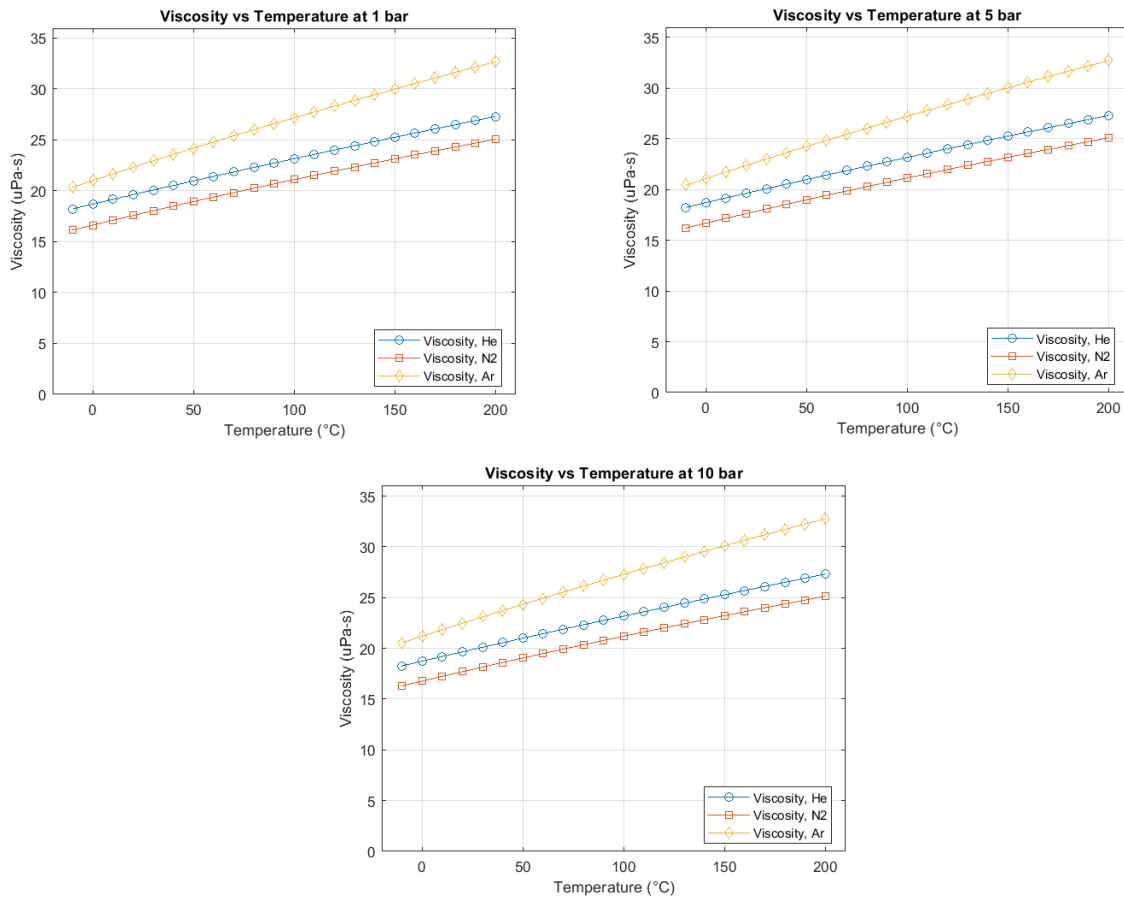 Viscosity vs Temperature at 1 bar
35
30
25
20
15
10
5
0
Viscosity (uPa-s)
0 50 100 150 200
Temperature (°C)
Viscosity, He
Viscosity, N2
Viscosity, Ar
Viscosity vs Temperature at 5 bar
35
30
25
20
15
10
5
0
Viscosity (uPa-s)
0 50 100 150 200
Temperature (°C)
Viscosity, He
Viscosity, N2
Viscosity, Ar
Viscosity vs Temperature at 10 bar
35
30
25
20
15
10
5
0
Viscosity (uPa-s)
0 50 100 150 200
Temperature (°C)
Viscosity, He
Viscosity, N2
Viscosity, Ar